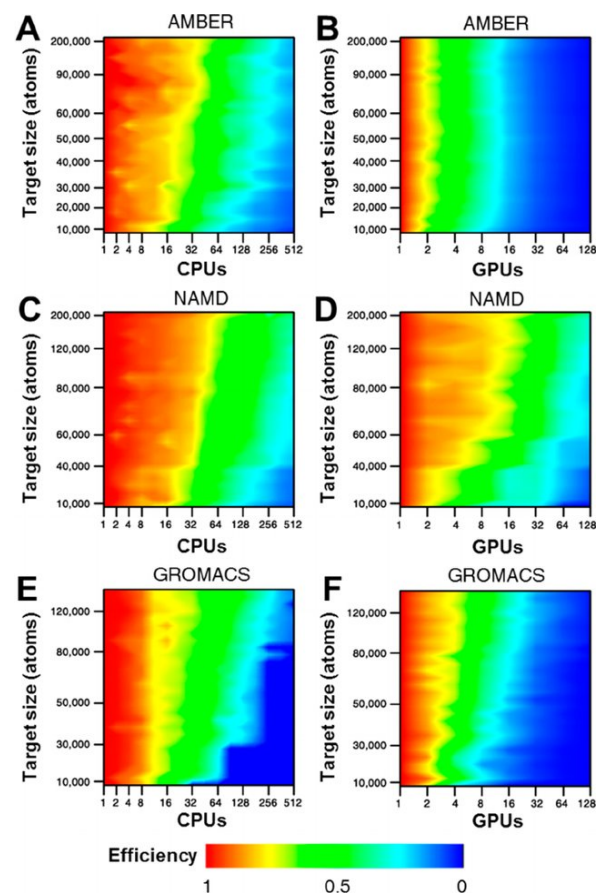 A AMBER B AMBER
Target size (atoms)
200,000
90,000
60,000
50,000
40,000
30,000
20,000
10,000
1 2 4 8 16 32 64 128 256 512
CPUs
Target size (atoms)
200,000
90,000
60,000
50,000
40,000
30,000
20,000
10,000
1 2 4 8 16 32 64 128
GPUs
C NAMD D NAMD
Target size (atoms)
200,000
120,000
80,000
60,000
40,000
10,000
1 2 4 8 16 32 64 128 256 512
CPUs
Target size (atoms)
200,000
120,000
80,000
60,000
40,000
10,000
1 2 4 8 16 32 64 128
GPUs
E GROMACS F GROMACS
Target size (atoms)
120,000
80,000
50,000
30,000
10,000
1 2 4 8 16 32 64 128 256 512
CPUs
Target size (atoms)
120,000
80,000
50,000
30,000
10,000
1 2 4 8 16 32 64 128
GPUs
Efficiency
1 0.5 0